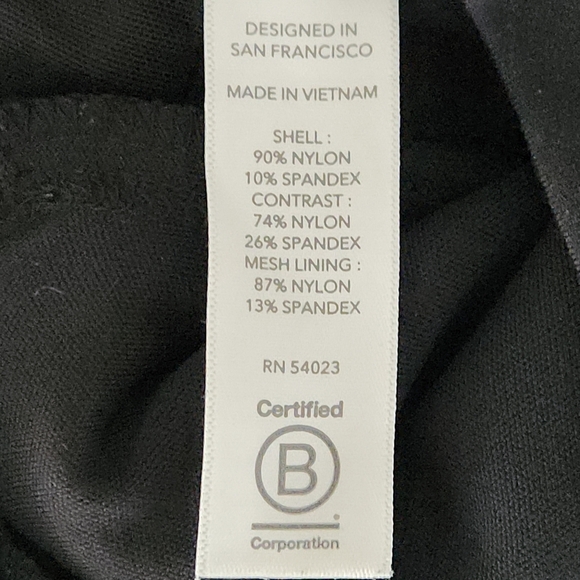 DESIGNED IN
SAN FRANCISCO
MADE IN VIETNAM
SHELL :
90% NYLON
10% SPANDEX
CONTRAST :
74% NYLON
26% SPANDEX
MESH LINING :
87% NYLON
13% SPANDEX
RN 54023
Certified
B
®
Corporation